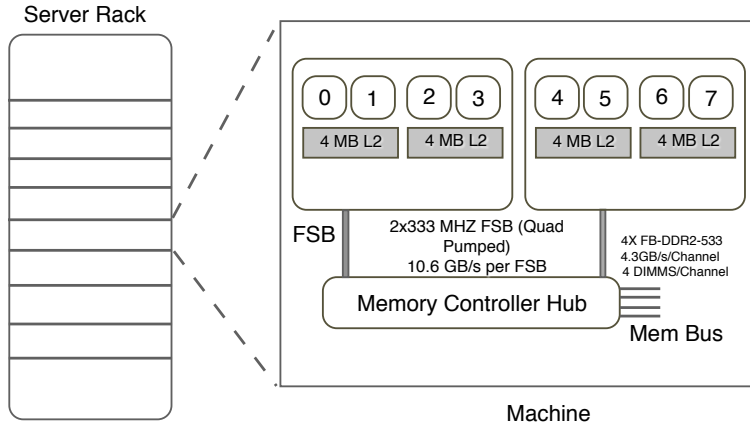 Server Rack
0 1 2 3 4 5 6 7
4 MB L2 4 MB L2 4 MB L2 4 MB L2
FSB
2x333 MHZ FSB (Quad
Pumped)
10.6 GB/s per FSB
4X FB-DDR2-533
4.3GB/s/Channel
4 DIMMS/Channel
Memory Controller Hub
Mem Bus
Machine